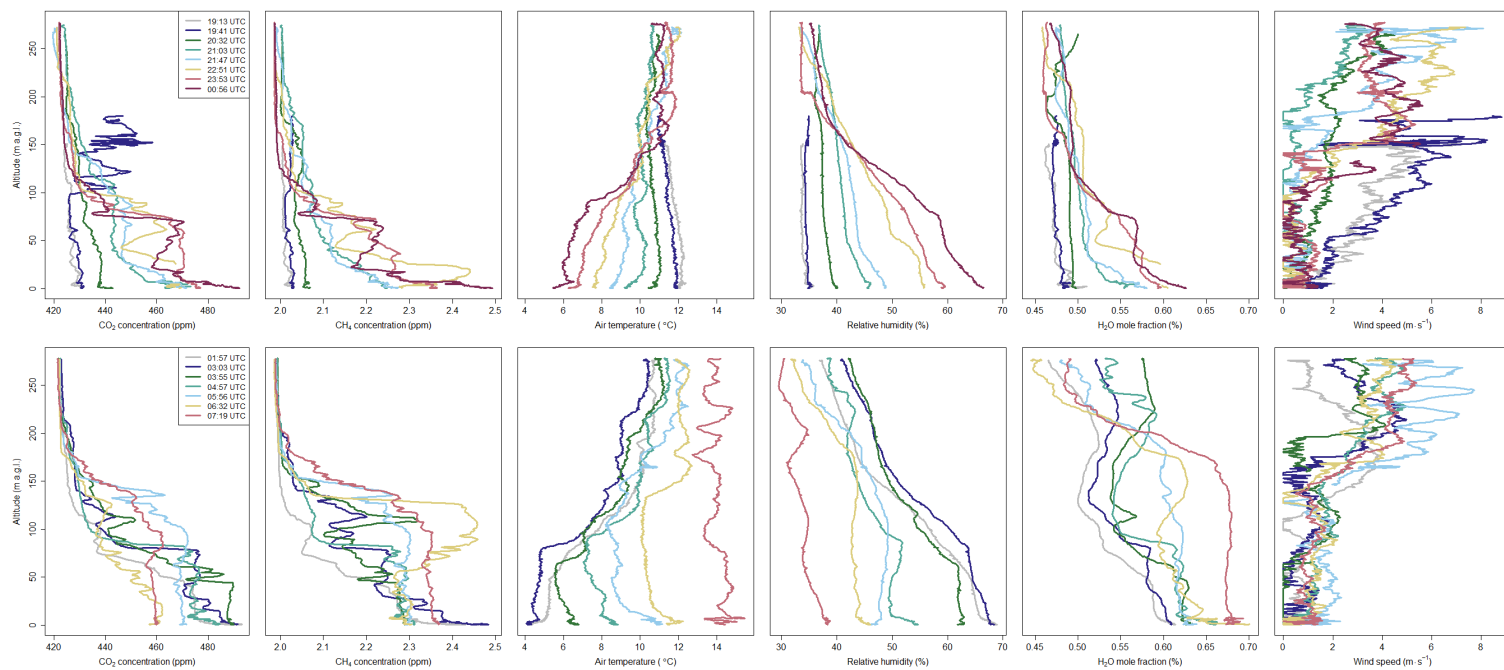 19:13 UTC
19:41 UTC
20:32 UTC
21:03 UTC
21:47 UTC
22:51 UTC
23:53 UTC
00:56 UTC
Altitude (m a.g.l.)
0 50 100 150 200 250
420 440 460 480
CO2 concentration (ppm)
2.0 2.1 2.2 2.3 2.4 2.5
CH4 concentration (ppm)
4 6 8 10 12 14
Air temperature ( °C)
30 40 50 60 70
Relative humidity (%)
0.45 0.50 0.55 0.60 0.65 0.70
H2O mole fraction (%)
0 2 4 6 8
Wind speed (m·s−1)
01:57 UTC
03:03 UTC
03:55 UTC
04:57 UTC
05:56 UTC
06:32 UTC
07:19 UTC
Altitude (m a.g.l.)
0 50 100 150 200 250
420 440 460 480
CO2 concentration (ppm)
2.0 2.1 2.2 2.3 2.4 2.5
CH4 concentration (ppm)
4 6 8 10 12 14
Air temperature ( °C)
30 40 50 60 70
Relative humidity (%)
0.45 0.50 0.55 0.60 0.65 0.70
H2O mole fraction (%)
0 2 4 6 8
Wind speed (m·s−1)